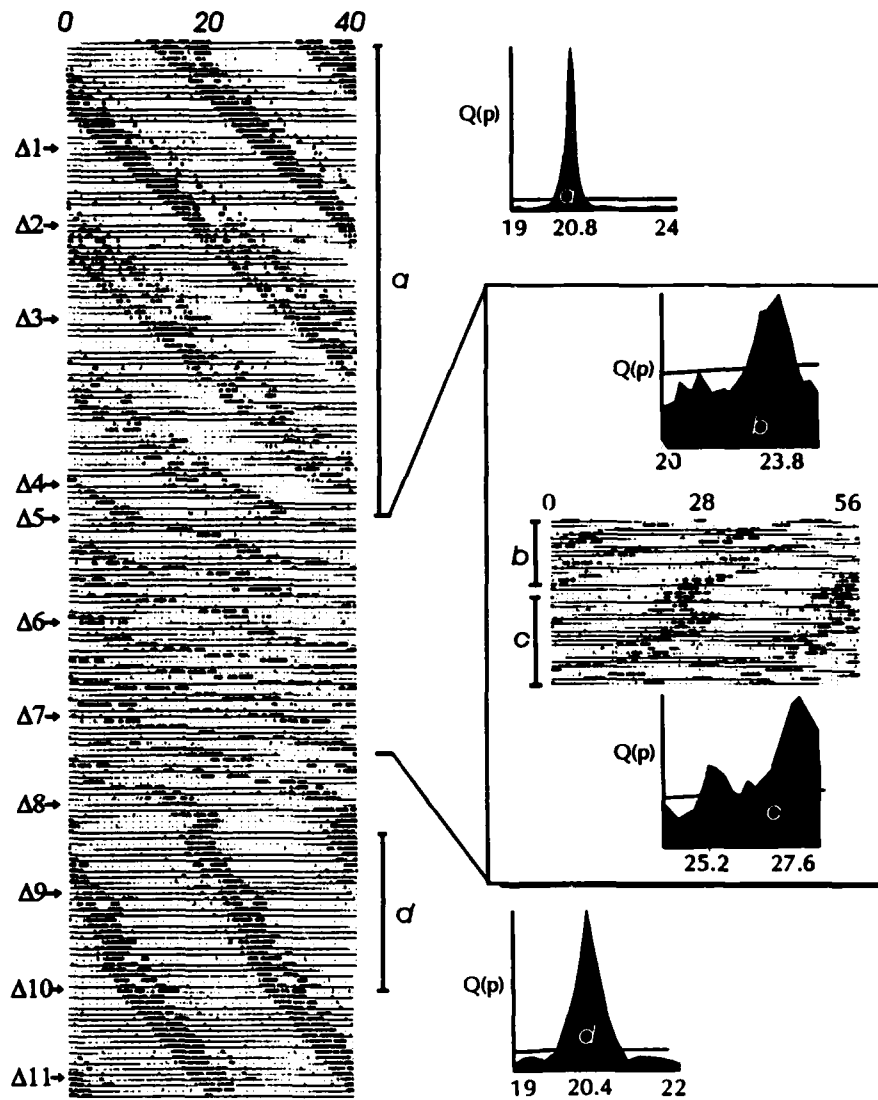 0 20 40
Δ1→
Δ2→
Δ3→
Δ4→
Δ5→
Δ6→
Δ7→
Δ8→
Δ9→
Δ10→
Δ11→
a
d
Q(p)
a
19 20.8 24
Q(p)
b
20 23.8
0 28 56
b
c
Q(p)
c
25.2 27.6
Q(p)
d
19 20.4 22